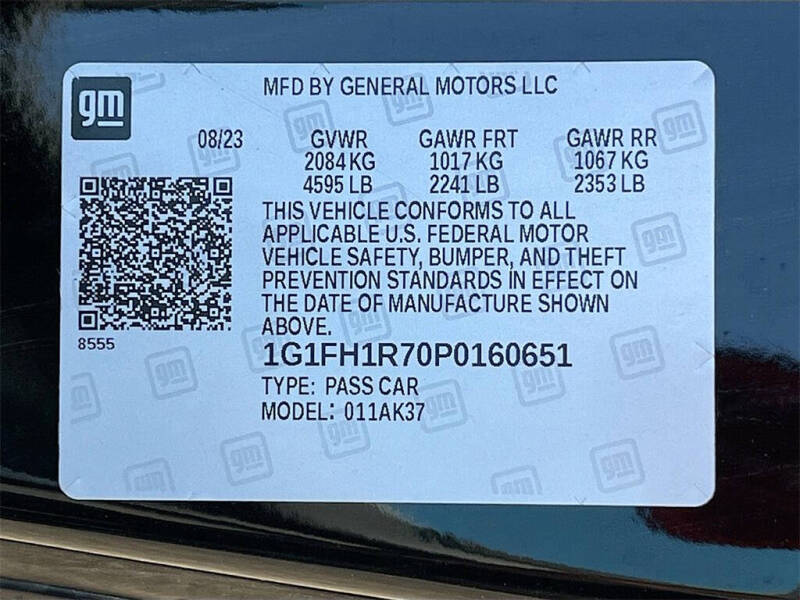 gm
MFD BY GENERAL MOTORS LLC
08/23 GVWR GAWR FRT GAWR RR
2084 KG 1017 KG 1067 KG
4595 LB 2241 LB 2353 LB
THIS VEHICLE CONFORMS TO ALL
APPLICABLE U.S. FEDERAL MOTOR
VEHICLE SAFETY, BUMPER, AND THEFT
PREVENTION STANDARDS IN EFFECT ON
THE DATE OF MANUFACTURE SHOWN
ABOVE.
8555
1G1FH1R70P0160651
TYPE: PASS CAR
MODEL: 011AK37